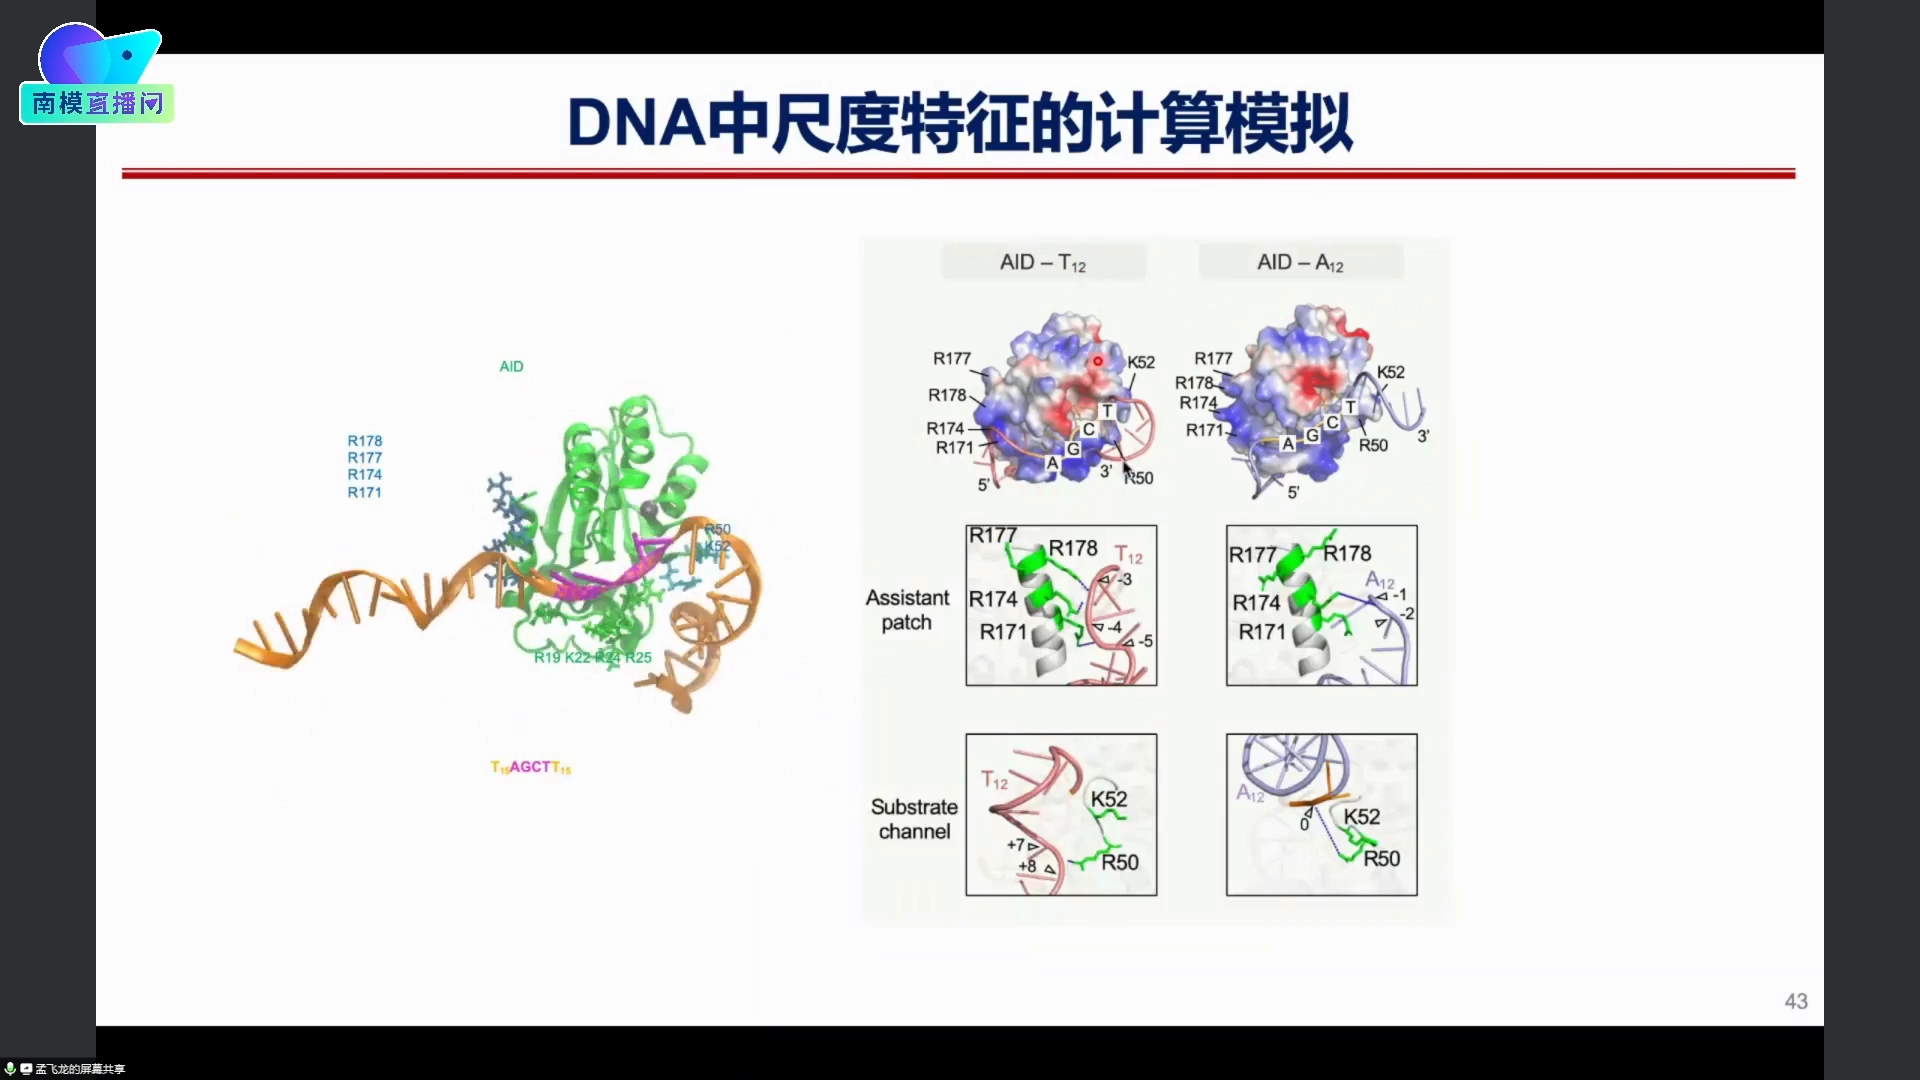 南模直播间
DNA中尺度特征的计算模拟
AID
R178
R177
R174
R171
R50
K52
R19 K22 R24 R25
T₁₅AGCTT₁₅
AID – T₁₂
AID – A₁₂
R177
R178
R174
R171
K52
T
C
G
A
3'
R50
5'
R177
R178
R174
R171
K52
T
C
G
A
R50
3'
5'
Assistant
patch
R177
R178
R174
R171
T₁₂
-3
-4
-5
R177
R178
R174
R171
A₁₂
-1
-2
Substrate
channel
T₁₂
K52
+7
+8
R50
A₁₂
0
K52
R50
43
孟飞龙的屏幕共享